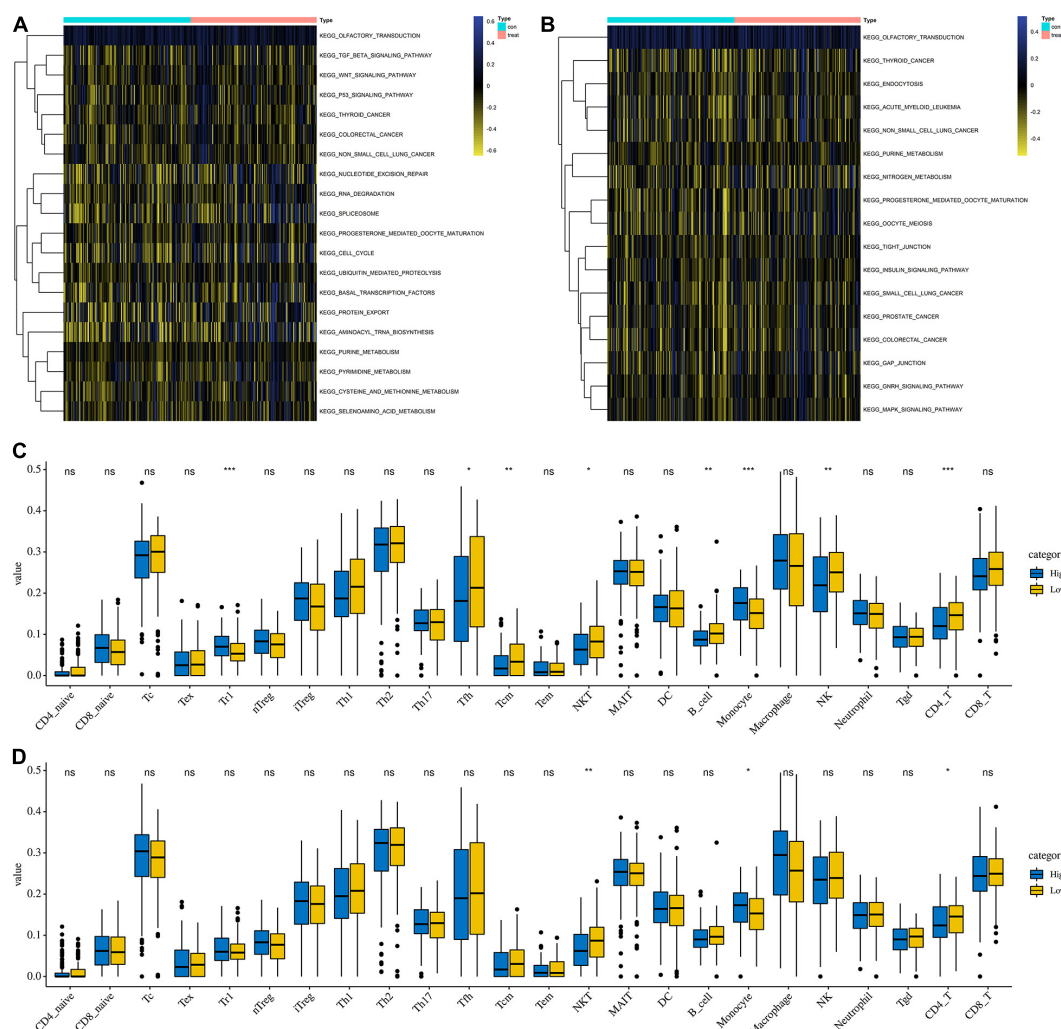 A
Type
KEGG_OLFACTORY_TRANSDUCTION
KEGG_TGF_BETA_SIGNALING_PATHWAY
KEGG_WNT_SIGNALING_PATHWAY
KEGG_P53_SIGNALING_PATHWAY
KEGG_THYROID_CANCER
KEGG_COLORECTAL_CANCER
KEGG_NON_SMALL_CELL_LUNG_CANCER
KEGG_NUCLEOTIDE_EXCISION_REPAIR
KEGG_RNA_DEGRADATION
KEGG_SPLICEOSOME
KEGG_PROGESTERONE_MEDIATED_OOCYTE_MATURATION
KEGG_CELL_CYCLE
KEGG_UBIQUITIN_MEDIATED_PROTEOLYSIS
KEGG_BASAL_TRANSCRIPTION_FACTORS
KEGG_PROTEIN_EXPORT
KEGG_AMINOACYL_TRNA_BIOSYNTHESIS
KEGG_PURINE_METABOLISM
KEGG_PYRIMIDINE_METABOLISM
KEGG_CYSTEINE_AND_METHIONINE_METABOLISM
KEGG_SELENOAMINO_ACID_METABOLISM
0.6
0.4
0.2
0
-0.2
-0.4
-0.6
Type
con
treat
B
Type
KEGG_OLFACTORY_TRANSDUCTION
KEGG_THYROID_CANCER
KEGG_ENDOCYTOSIS
KEGG_ACUTE_MYELOID_LEUKEMIA
KEGG_NON_SMALL_CELL_LUNG_CANCER
KEGG_PURINE_METABOLISM
KEGG_NITROGEN_METABOLISM
KEGG_PROGESTERONE_MEDIATED_OOCYTE_MATURATION
KEGG_OOCYTE_MEIOSIS
KEGG_TIGHT_JUNCTION
KEGG_INSULIN_SIGNALING_PATHWAY
KEGG_SMALL_CELL_LUNG_CANCER
KEGG_PROSTATE_CANCER
KEGG_COLORECTAL_CANCER
KEGG_GAP_JUNCTION
KEGG_GNRH_SIGNALING_PATHWAY
KEGG_MAPK_SIGNALING_PATHWAY
0.4
0.2
0
-0.2
-0.4
Type
con
treat
C
ns ns ns ns *** ns ns ns ns ns * ** ns * ns ns ** *** ns ** ns ns *** ns
0.5
0.4
0.3
0.2
0.1
0.0
value
CD4_naive CD8_naive Tc Tex Tr1 nTreg iTreg Th1 Th2 Th17 Tfh Tcm Tem NKT MAIT DC B_cell Monocyte Macrophage NK Neutrophil Tgd CD4_T CD8_T
categor
Hig
Lo
D
ns ns ns ns ns ns ns ns ns ns ns ns ns ** ns ns ns * ns ns ns ns * ns
0.5
0.4
0.3
0.2
0.1
0.0
value
CD4_naive CD8_naive Tc Tex Tr1 nTreg iTreg Th1 Th2 Th17 Tfh Tcm Tem NKT MAIT DC B_cell Monocyte Macrophage NK Neutrophil Tgd CD4_T CD8_T
categor
Hig
Lo